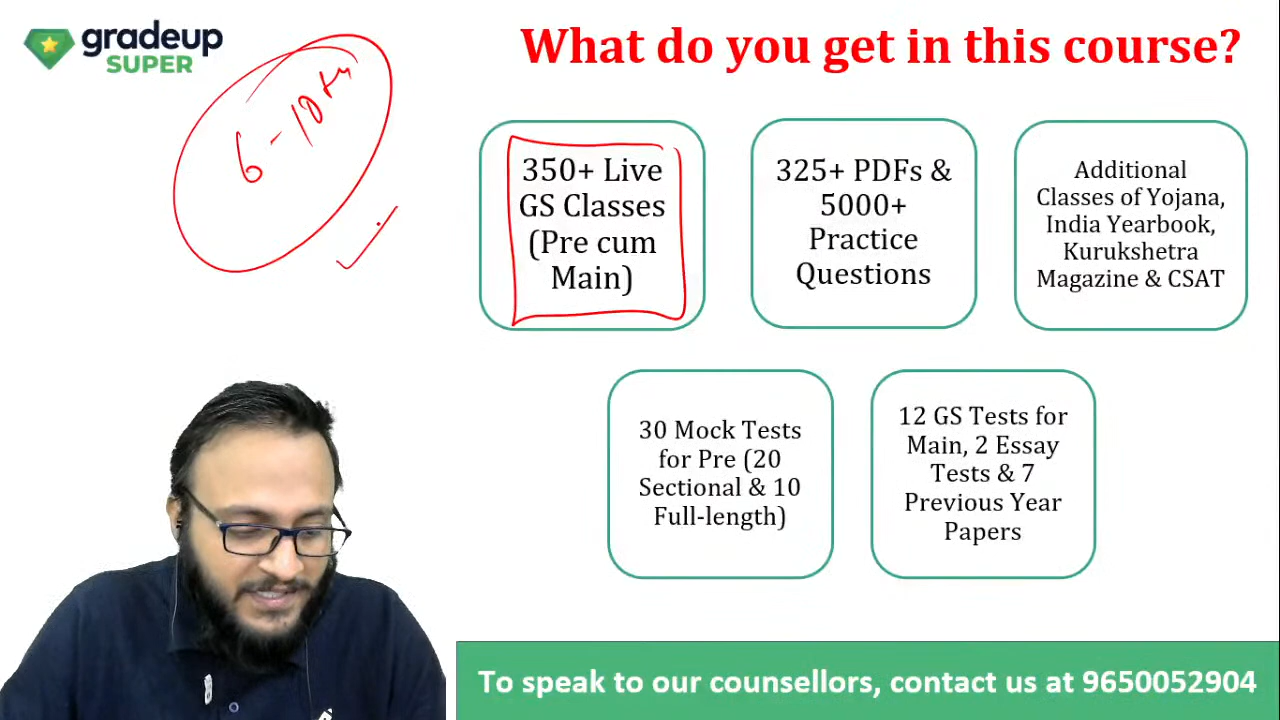 gradeup
SUPER
What do you get in this course?
6-10
350+ Live
GS Classes
(Pre cum
Main)
325+ PDFs &
5000+
Practice
Questions
Additional
Classes of Yojana,
India Yearbook,
Kurukshetra
Magazine & CSAT
30 Mock Tests
for Pre (20
Sectional & 10
Full-length)
12 GS Tests for
Main, 2 Essay
Tests & 7
Previous Year
Papers
To speak to our counsellors, contact us at 9650052904